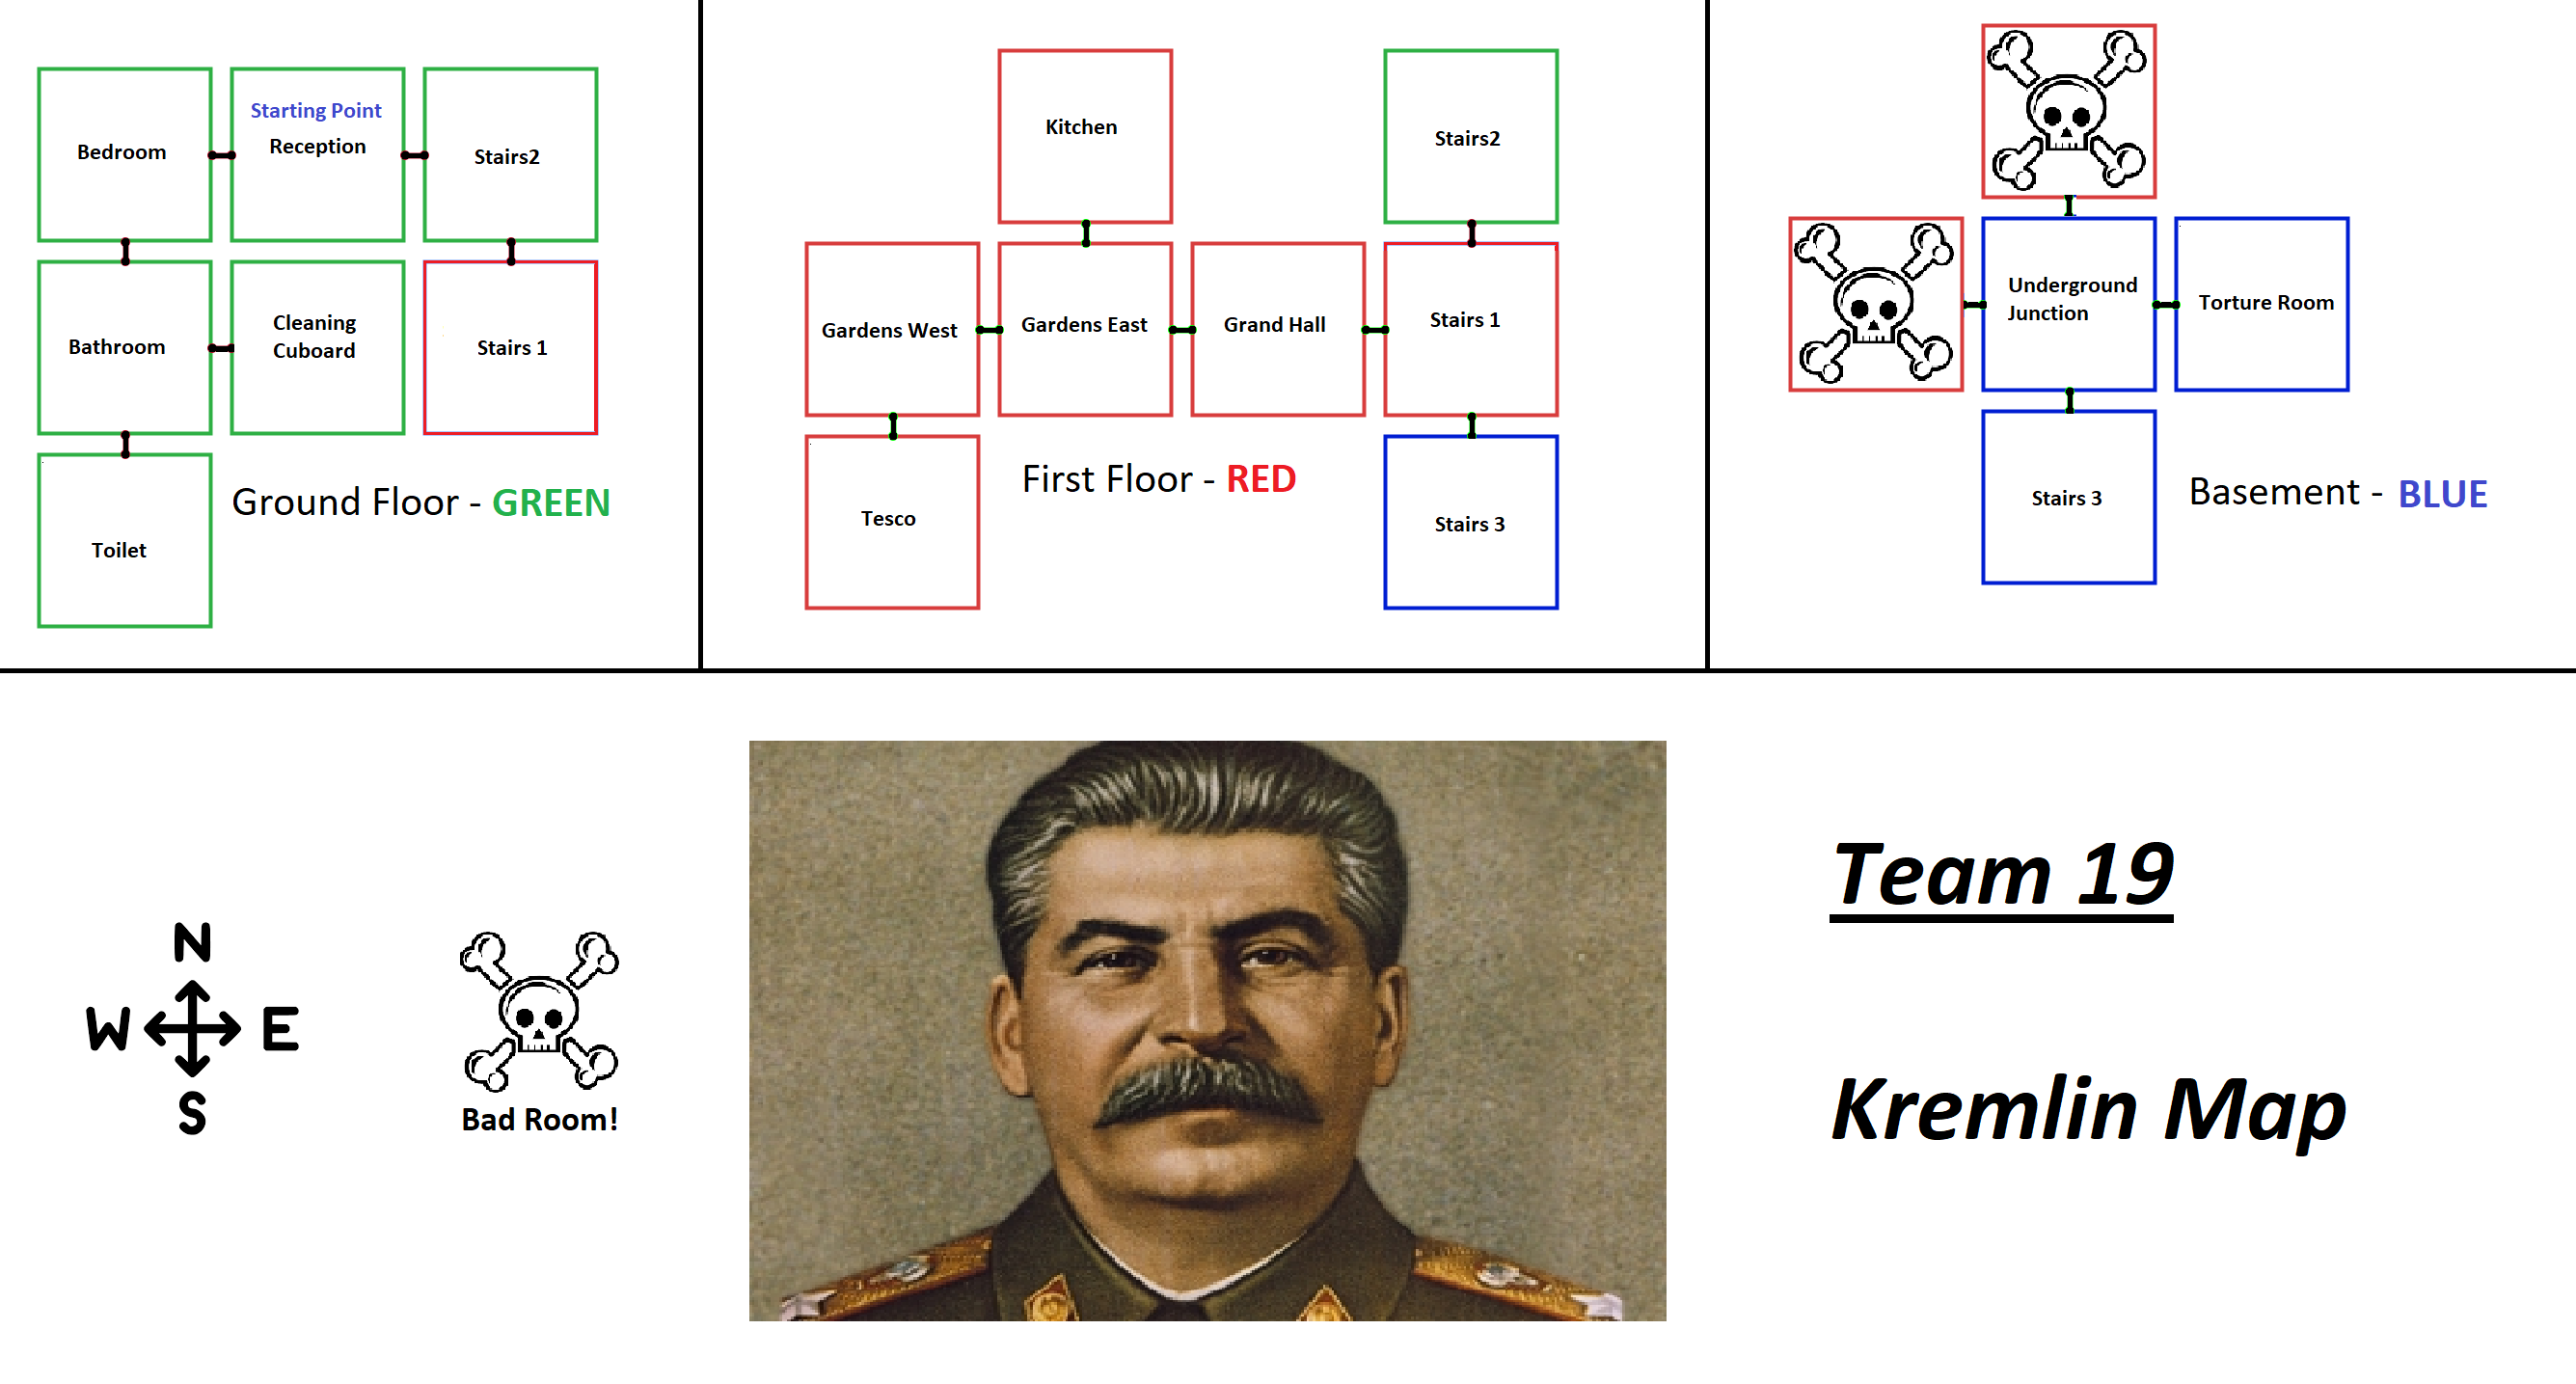 Bedroom
Starting Point
Reception
Stairs2
Bathroom
Cleaning
Cuboard
Stairs 1
Toilet
Ground Floor - GREEN
Kitchen
Stairs2
Gardens West
Gardens East
Grand Hall
Stairs 1
Tesco
First Floor - RED
Stairs 3
Underground
Junction
Torture Room
Stairs 3
Basement - BLUE
N
W
E
S
Bad Room!
Team 19
Kremlin Map